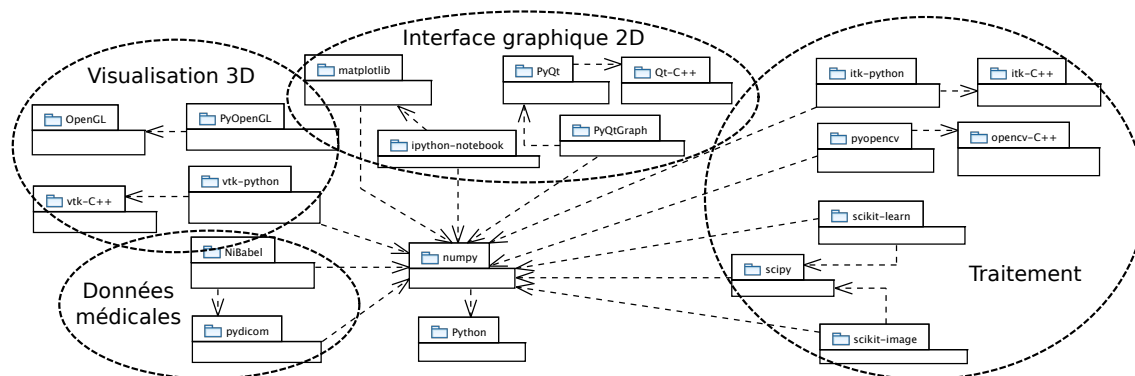 Interface graphique 2D
Visualisation 3D
matplotlib
PyQt
Qt-C++
itk-python
itk-C++
OpenGL
PyOpenGL
ipython-notebook
PyQtGraph
pyopencv
opencv-C++
vtk-C++
vtk-python
scikit-learn
NiBabel
numpy
scipy
Traitement
Données
médicales
pydicom
Python
scikit-image